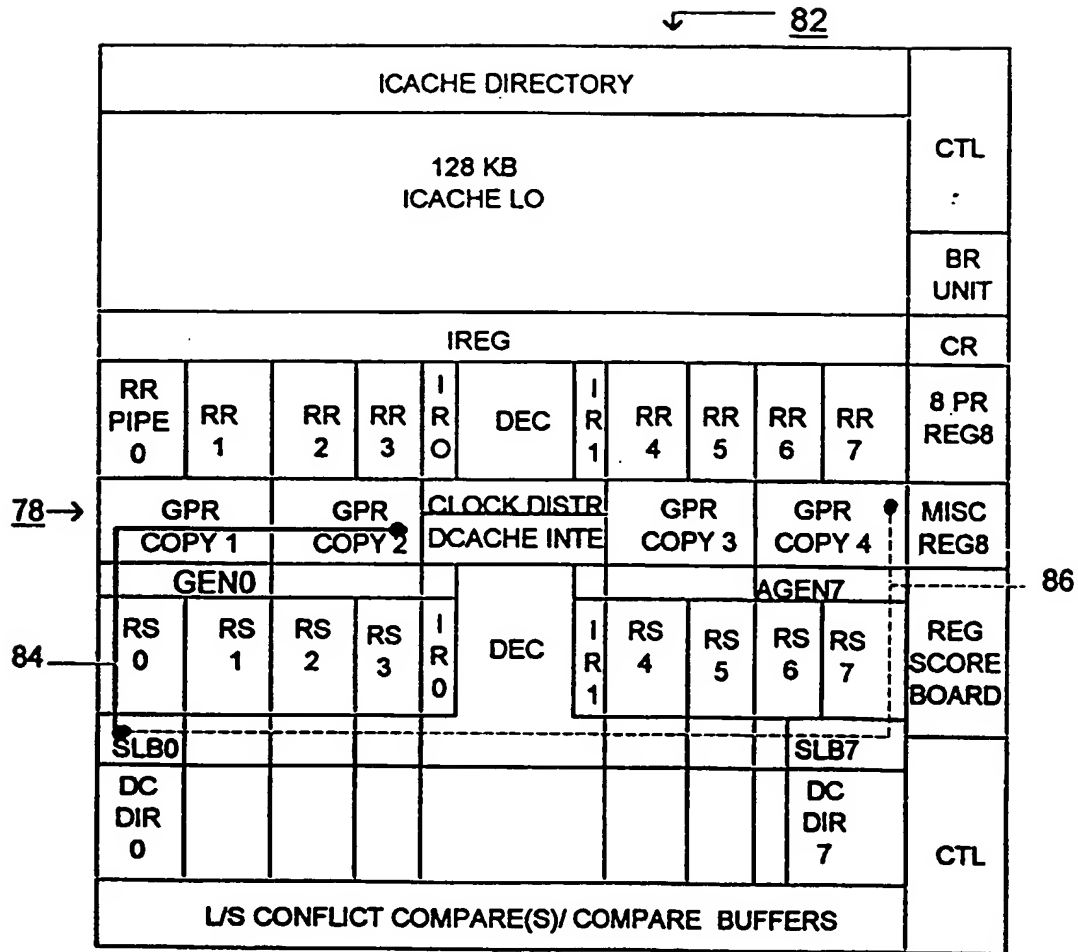 82
ICACHE DIRECTORY
128 KB
ICACHE LO
CTL
BR
UNIT
IREG
CR
RR
PIPE
0
RR
1
RR
2
RR
3
I
R
O
DEC
I
R
1
RR
4
RR
5
RR
6
RR
7
8 PR
REG8
78
GPR
COPY 1
GPR
COPY 2
CLOCK DISTR
DCACHE INTE
GPR
COPY 3
GPR
COPY 4
MISC
REG8
GEN0
AGEN7
86
84
RS
0
RS
1
RS
2
RS
3
I
R
0
DEC
I
R
1
RS
4
RS
5
RS
6
RS
7
REG
SCORE
BOARD
SLB0
SLB7
DC
DIR
0
DC
DIR
7
CTL
L/S CONFLICT COMPARE(S)/ COMPARE BUFFERS